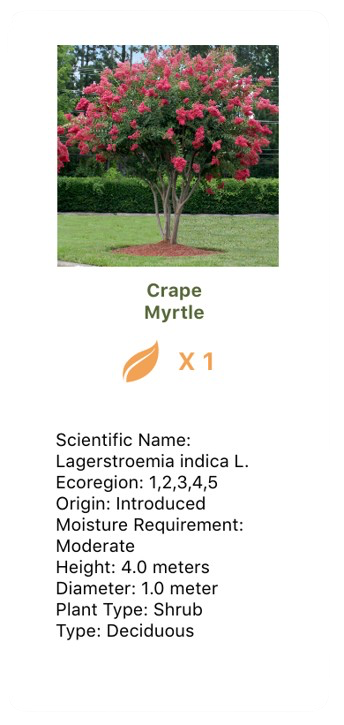 Crape
Myrtle
X 1
Scientific Name:
Lagerstroemia indica L.
Ecoregion: 1,2,3,4,5
Origin: Introduced
Moisture Requirement:
Moderate
Height: 4.0 meters
Diameter: 1.0 meter
Plant Type: Shrub
Type: Deciduous